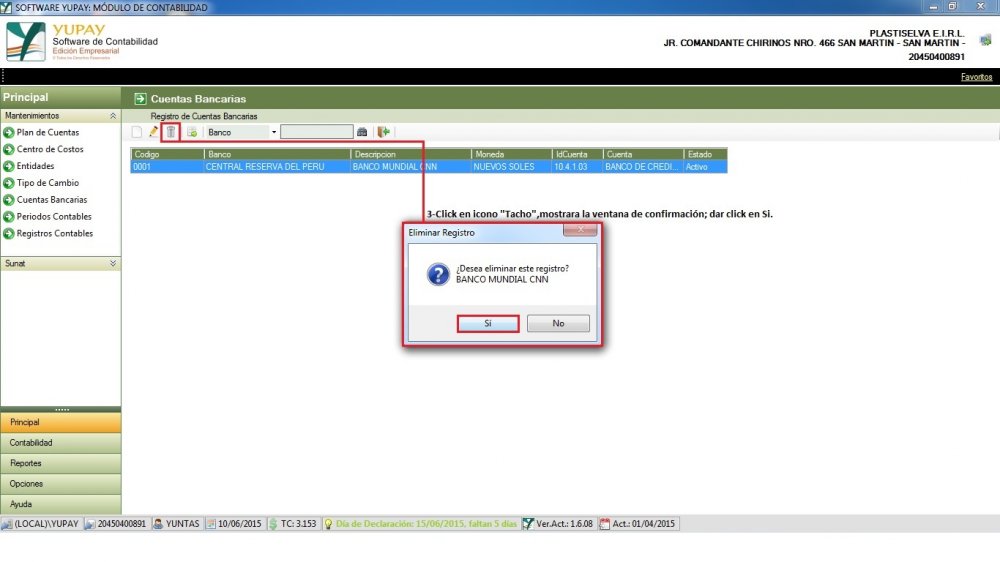 SOFTWARE YUPAY: MÓDULO DE CONTABILIDAD
YUPAY
Software de Contabilidad
Edición Empresarial
© Todos los Derechos Reservados
PLASTISELVA E.I.R.L.
JR. COMANDANTE CHIRINOS NRO. 466 SAN MARTIN - SAN MARTIN -
20450400891
Favoritos
Principal
Cuentas Bancarias
Mantenimientos
Registro de Cuentas Bancarias
Plan de Cuentas
Banco
Centro de Costos
Entidades
Tipo de Cambio
Cuentas Bancarias
Periodos Contables
Registros Contables
Codigo Banco Descripcion Moneda IdCuenta Cuenta Estado
0001 CENTRAL RESERVA DEL PERU BANCO MUNDIAL CNN NUEVOS SOLES 10.4.1.03 BANCO DE CREDI... Activo
3-Click en icono "Tacho",mostrara la ventana de confirmación; dar click en Si.
Eliminar Registro
¿Desea eliminar este registro?
BANCO MUNDIAL CNN
Sí No
Sunat
Principal
Contabilidad
Reportes
Opciones
Ayuda
(LOCAL)\YUPAY 20450400891 YUNTAS 10/06/2015 TC: 3.153 Día de Declaración: 15/06/2015, faltan 5 días Ver.Act.: 1.6.08 Act.: 01/04/2015